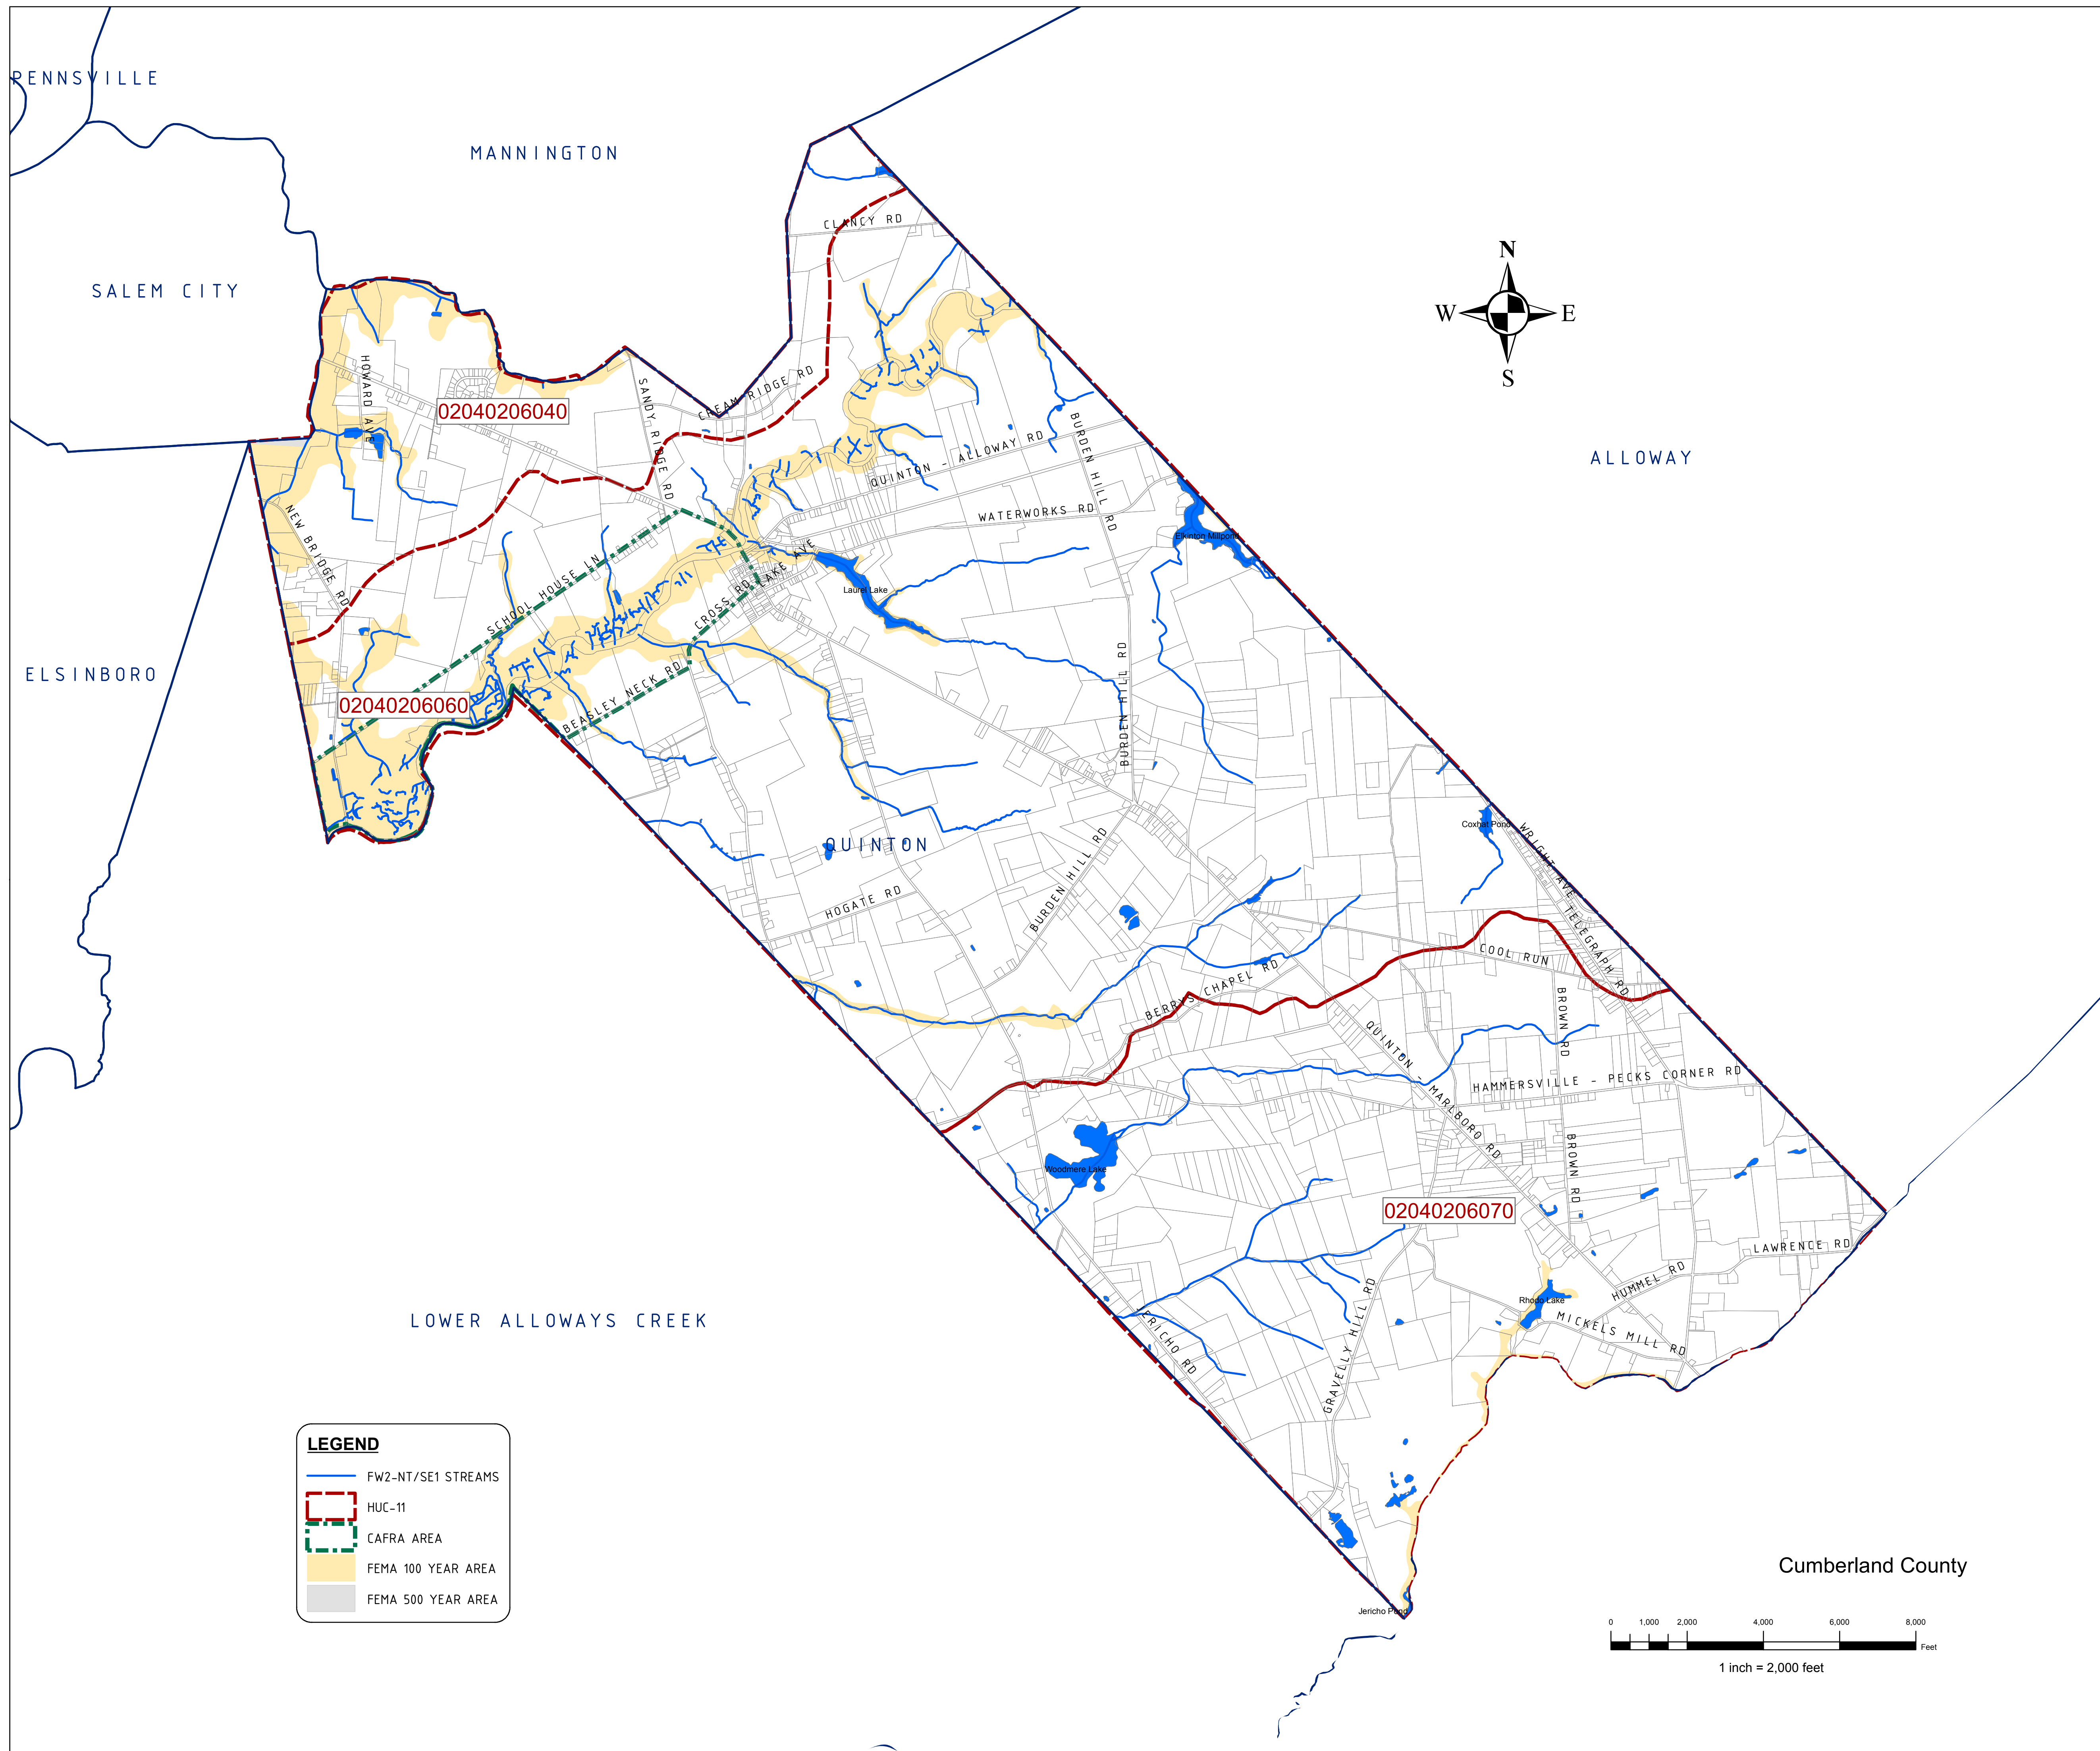 PENNSVILLE
MANNINGTON
CLANCY RD
N
W
E
S
SALEM CITY
HOWARD AVE
02040206040
SANDY RIDGE RD
CREAM RIDGE RD
QUINTON - ALLOWAY RD
BURDEN HILL RD
ALLOWAY
WATERWORKS RD
Elkinton Millpond
NEW BRIDGE RD
SCHOOL HOUSE LN
CROSS RD
LAKE AVE
Laurel Lake
ELSINBORO
BURDEN HILL RD
02040206060
BEASLEY NECK RD
QUINTON
Coxhat Pond
WRIGHT AVE
TELEGRAPH RD
HOGATE RD
BURDEN HILL RD
COOL RUN
BERRYS CHAPEL RD
BROWN RD
QUINTON - MARLBORO RD
HAMMERSVILLE - PECKS CORNER RD
Woodmere Lake
BROWN RD
02040206070
LAWRENCE RD
HUMMEL RD
Rhodo Lake
MICKELS MILL RD
LOWER ALLOWAYS CREEK
JERICHO RD
GRAVELLY HILL RD
LEGEND
FW2-NT/SE1 STREAMS
HUC-11
CAFRA AREA
FEMA 100 YEAR AREA
FEMA 500 YEAR AREA
Jericho Pond
Cumberland County
0 1,000 2,000 4,000 6,000 8,000
Feet
1 inch = 2,000 feet